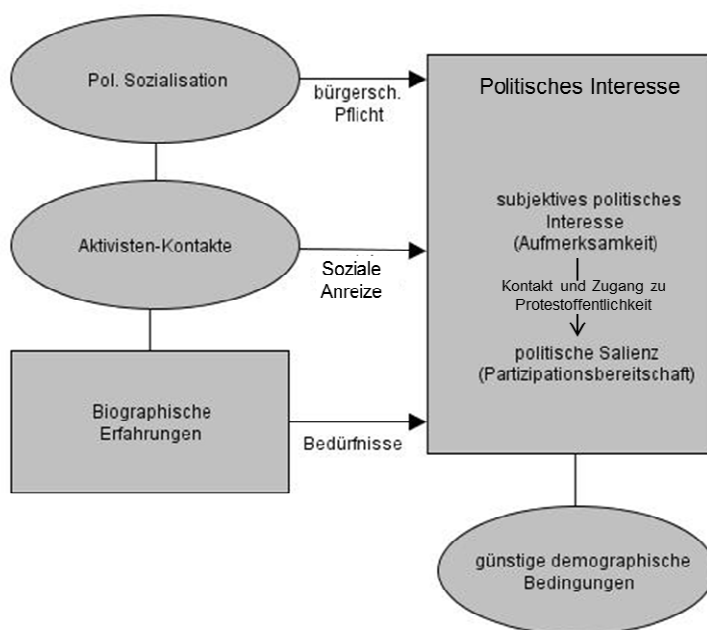 Pol. Sozialisation
bürgersch.
Pflicht
Politisches Interesse
Aktivisten-Kontakte
Soziale
Anreize
subjektives politisches
Interesse
(Aufmerksamkeit)
Kontakt und Zugang zu
Protestoffentlichkeit
politische Salienz
(Partizipationsbereitschaft)
Biographische
Erfahrungen
Bedürfnisse
günstige demographische
Bedingungen